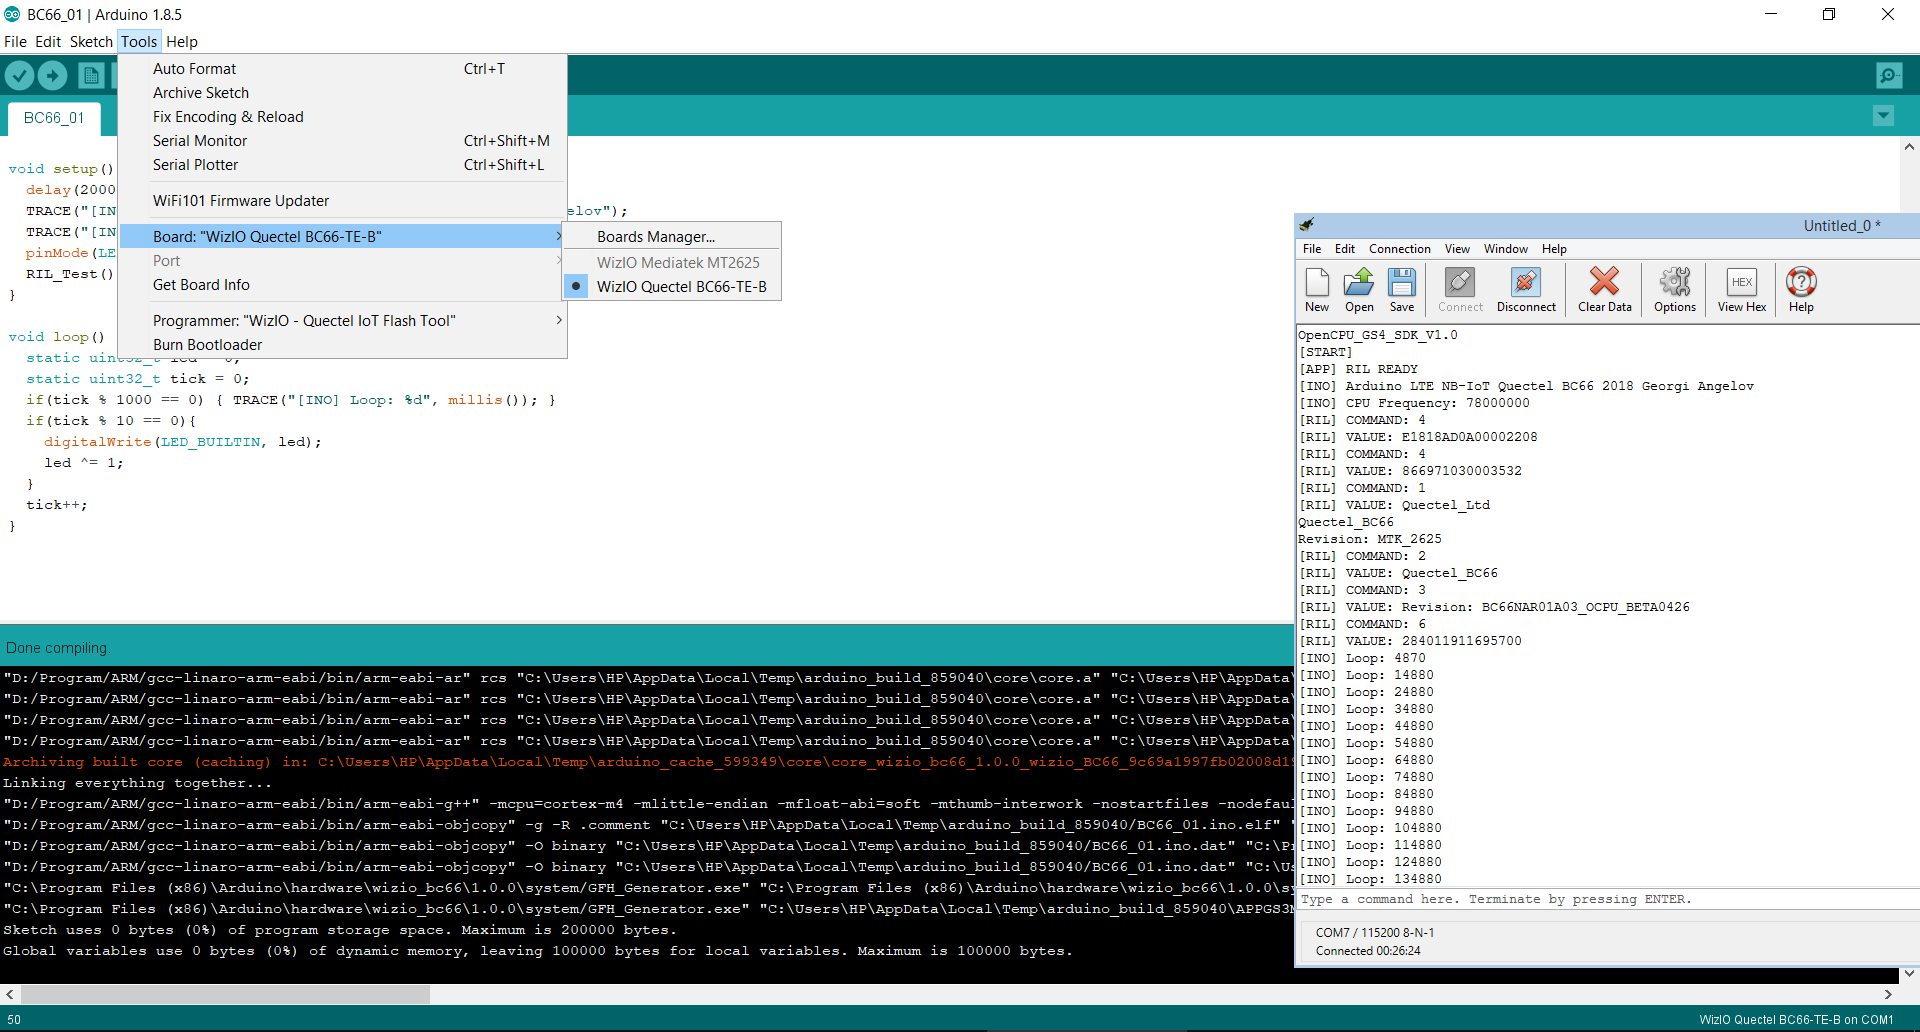 BC66_01 | Arduino 1.8.5
File Edit Sketch Tools Help
BC66_01
Auto Format Ctrl+T
Archive Sketch
Fix Encoding & Reload
Serial Monitor Ctrl+Shift+M
Serial Plotter Ctrl+Shift+L
WiFi101 Firmware Updater
Board: "WizIO Quectel BC66-TE-B"
Port
Get Board Info
Programmer: "WizIO - Quectel IoT Flash Tool"
Burn Bootloader
Boards Manager...
WizIO Mediatek MT2625
WizIO Quectel BC66-TE-B
void setup()
delay(2000
TRACE("[IN elov");
TRACE("[IN
pinMode(LE
RIL_Test()
}
void loop()
static uint32_t led = 0;
static uint32_t tick = 0;
if(tick % 1000 == 0) { TRACE("[INO] Loop: %d", millis()); }
if(tick % 10 == 0){
digitalWrite(LED_BUILTIN, led);
led ^= 1;
}
tick++;
}
Done compiling.
"D:/Program/ARM/gcc-linaro-arm-eabi/bin/arm-eabi-ar" rcs "C:\Users\HP\AppData\Local\Temp\arduino_build_859040\core\core.a" "C:\Users\HP\AppData\
"D:/Program/ARM/gcc-linaro-arm-eabi/bin/arm-eabi-ar" rcs "C:\Users\HP\AppData\Local\Temp\arduino_build_859040\core\core.a" "C:\Users\HP\AppData\
"D:/Program/ARM/gcc-linaro-arm-eabi/bin/arm-eabi-ar" rcs "C:\Users\HP\AppData\Local\Temp\arduino_build_859040\core\core.a" "C:\Users\HP\AppData\
"D:/Program/ARM/gcc-linaro-arm-eabi/bin/arm-eabi-ar" rcs "C:\Users\HP\AppData\Local\Temp\arduino_build_859040\core\core.a" "C:\Users\HP\AppData\
Archiving built core (caching) in: C:\Users\HP\AppData\Local\Temp\arduino_cache_599349\core\core_wizio_bc66_1.0.0_wizio_BC66_9c69a1997fb02008d19
Linking everything together...
"D:/Program/ARM/gcc-linaro-arm-eabi/bin/arm-eabi-g++" -mcpu=cortex-m4 -mlittle-endian -mfloat-abi=soft -mthumb-interwork -nostartfiles -nodefaul
"D:/Program/ARM/gcc-linaro-arm-eabi/bin/arm-eabi-objcopy" -g -R .comment "C:\Users\HP\AppData\Local\Temp\arduino_build_859040/BC66_01.ino.elf" "
"D:/Program/ARM/gcc-linaro-arm-eabi/bin/arm-eabi-objcopy" -O binary "C:\Users\HP\AppData\Local\Temp\arduino_build_859040/BC66_01.ino.dat" "C:\P
"D:/Program/ARM/gcc-linaro-arm-eabi/bin/arm-eabi-objcopy" -O binary "C:\Users\HP\AppData\Local\Temp\arduino_build_859040/BC66_01.ino.dat" "C:\Us
"C:\Program Files (x86)\Arduino\hardware\wizio_bc66\1.0.0\system/GFH_Generator.exe" "C:\Program Files (x86)\Arduino\hardware\wizio_bc66\1.0.0\sy
"C:\Program Files (x86)\Arduino\hardware\wizio_bc66\1.0.0\system/GFH_Generator.exe" "C:\Users\HP\AppData\Local\Temp\arduino_build_859040\APPGS3M
Sketch uses 0 bytes (0%) of program storage space. Maximum is 200000 bytes.
Global variables use 0 bytes (0%) of dynamic memory, leaving 100000 bytes for local variables. Maximum is 100000 bytes.
50
WizIO Quectel BC66-TE-B on COM1
Untitled_0 *
File Edit Connection View Window Help
New Open Save Connect Disconnect Clear Data Options View Hex Help
HEX
OpenCPU_GS4_SDK_V1.0
[START]
[APP] RIL READY
[INO] Arduino LTE NB-IoT Quectel BC66 2018 Georgi Angelov
[INO] CPU Frequency: 78000000
[RIL] COMMAND: 4
[RIL] VALUE: E1818AD0A00002208
[RIL] COMMAND: 4
[RIL] VALUE: 866971030003532
[RIL] COMMAND: 1
[RIL] VALUE: Quectel_Ltd
Quectel_BC66
Revision: MTK_2625
[RIL] COMMAND: 2
[RIL] VALUE: Quectel_BC66
[RIL] COMMAND: 3
[RIL] VALUE: Revision: BC66NAR01A03_OCPU_BETA0426
[RIL] COMMAND: 6
[RIL] VALUE: 284011911695700
[INO] Loop: 4870
[INO] Loop: 14880
[INO] Loop: 24880
[INO] Loop: 34880
[INO] Loop: 44880
[INO] Loop: 54880
[INO] Loop: 64880
[INO] Loop: 74880
[INO] Loop: 84880
[INO] Loop: 94880
[INO] Loop: 104880
[INO] Loop: 114880
[INO] Loop: 124880
[INO] Loop: 134880
Type a command here. Terminate by pressing ENTER.
COM7 / 115200 8-N-1
Connected 00:26:24